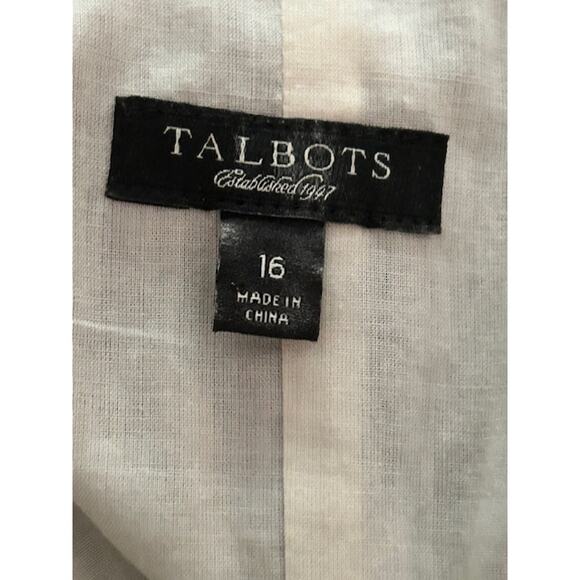 TALBOTS
Established 1947
16
MADE IN
CHINA